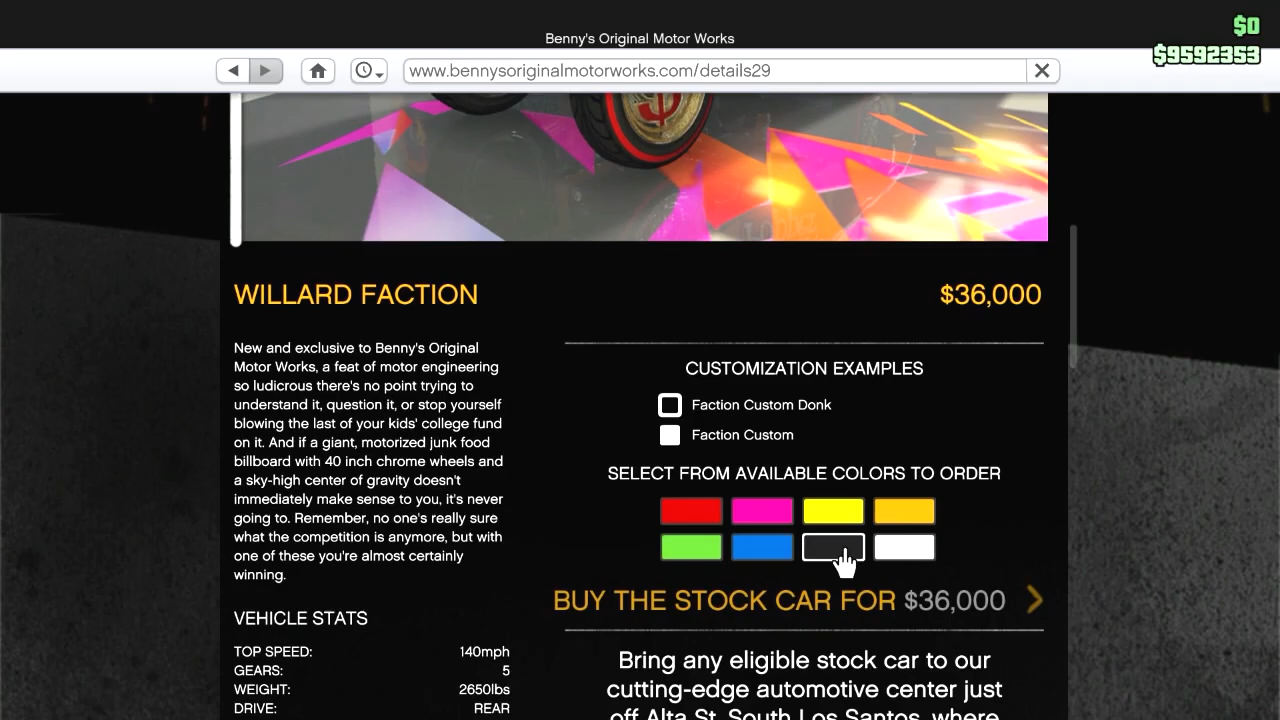 Benny's Original Motor Works
$0
$9592353
www.bennysoriginalmotorworks.com/details29
WILLARD FACTION
$36,000
New and exclusive to Benny's Original
Motor Works, a feat of motor engineering
so ludicrous there's no point trying to
understand it, question it, or stop yourself
blowing the last of your kids' college fund
on it. And if a giant, motorized junk food
billboard with 40 inch chrome wheels and
a sky-high center of gravity doesn't
immediately make sense to you, it's never
going to. Remember, no one's really sure
what the competition is anymore, but with
one of these you're almost certainly
winning.
VEHICLE STATS
TOP SPEED: 140mph
GEARS: 5
WEIGHT: 2650lbs
DRIVE: REAR
CUSTOMIZATION EXAMPLES
Faction Custom Donk
Faction Custom
SELECT FROM AVAILABLE COLORS TO ORDER
BUY THE STOCK CAR FOR $36,000
Bring any eligible stock car to our
cutting-edge automotive center just
off Alta St, South Los Santos, where